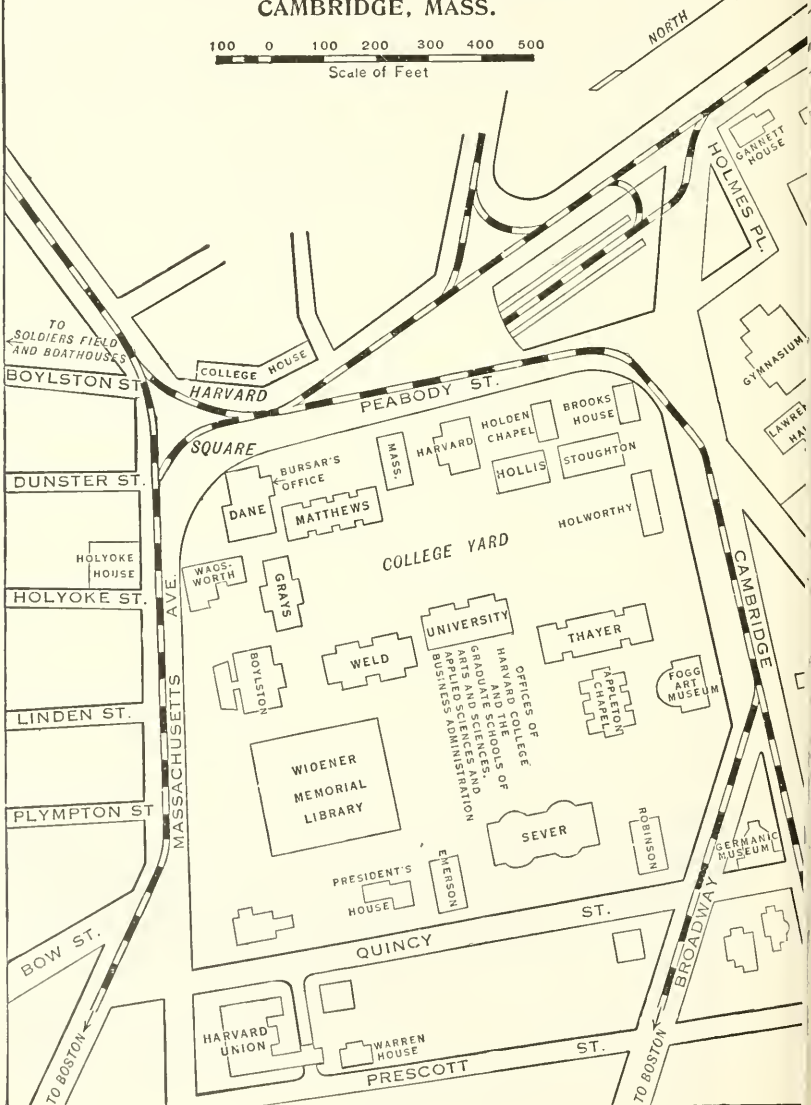 CAMBRIDGE, MASS.
100 0 100 200 300 400 500
Scale of Feet
NORTH
GANNETT
HOUSE
HOLMES PL.
TO
SOLDIERS FIELD
AND BOATHOUSES
BOYLSTON ST
COLLEGE HOUSE
HARVARD
SQUARE
PEABODY ST.
GYMNASIUM
DUNSTER ST.
BURSAR'S
OFFICE
DANE
MATTHEWS
MASS.
HARVARD
HOLDEN
CHAPEL
BROOKS
HOUSE
HOLLIS
STOUGHTON
HOLWORTHY
HOLYOKE
HOUSE
HOLYOKE ST.
WADS-
WORTH
GRAYS
COLLEGE YARD
CAMBRIDGE
MASSACHUSETTS AVE.
BOYLSTON
WELD
UNIVERSITY
THAYER
OFFICES OF
HARVARD COLLEGE
AND THE
GRADUATE SCHOOLS OF
ARTS AND SCIENCES,
APPLIED SCIENCES AND
BUSINESS ADMINISTRATION
APPLETON
CHAPEL
FOGG
ART
MUSEUM
LINDEN ST.
WIDENER
MEMORIAL
LIBRARY
PLYMPTON ST
SEVER
ROBINSON
GERMANIC
MUSEUM
PRESIDENT'S
HOUSE
EMERSON
BOW ST.
QUINCY ST.
BROADWAY
HARVARD
UNION
WARREN
HOUSE
PRESCOTT ST.
TO BOSTON
TO BOSTON